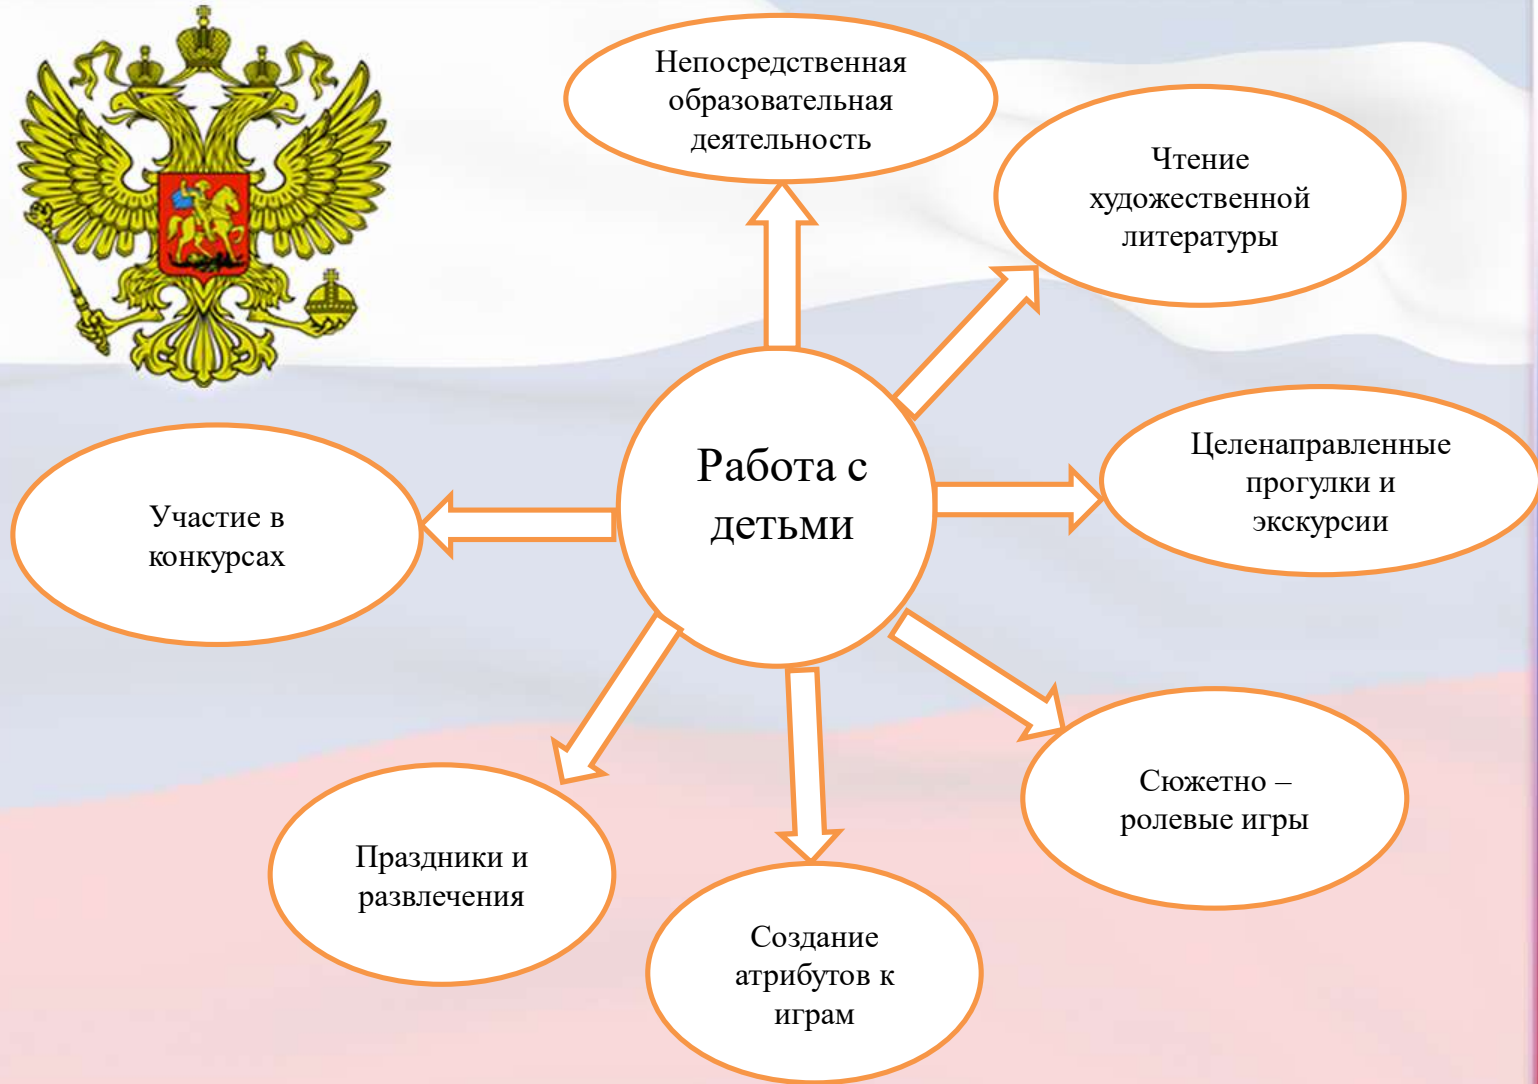 Непосредственная
образовательная
деятельность
Чтение
художественной
литературы
Целенаправленные
прогулки и
экскурсии
Работа с
детьми
Участие в
конкурсах
Сюжетно –
ролевые игры
Праздники и
развлечения
Создание
атрибутов к
играм